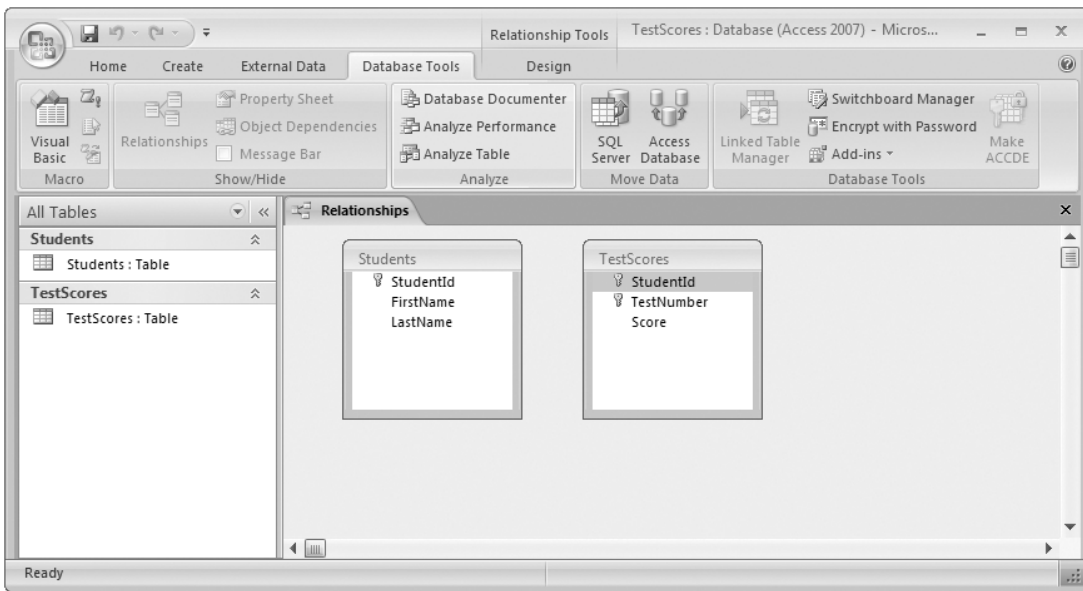 Relationship Tools
TestScores : Database (Access 2007) - Micros...
Home Create External Data Database Tools Design
Visual Basic
Macro
Relationships
Property Sheet
Object Dependencies
Message Bar
Show/Hide
Database Documenter
Analyze Performance
Analyze Table
Analyze
SQL Server
Access Database
Move Data
Linked Table Manager
Switchboard Manager
Encrypt with Password
Add-ins
Make ACCDE
Database Tools
All Tables
Students
Students : Table
TestScores
TestScores : Table
Relationships
Students
StudentId
FirstName
LastName
TestScores
StudentId
TestNumber
Score
Ready